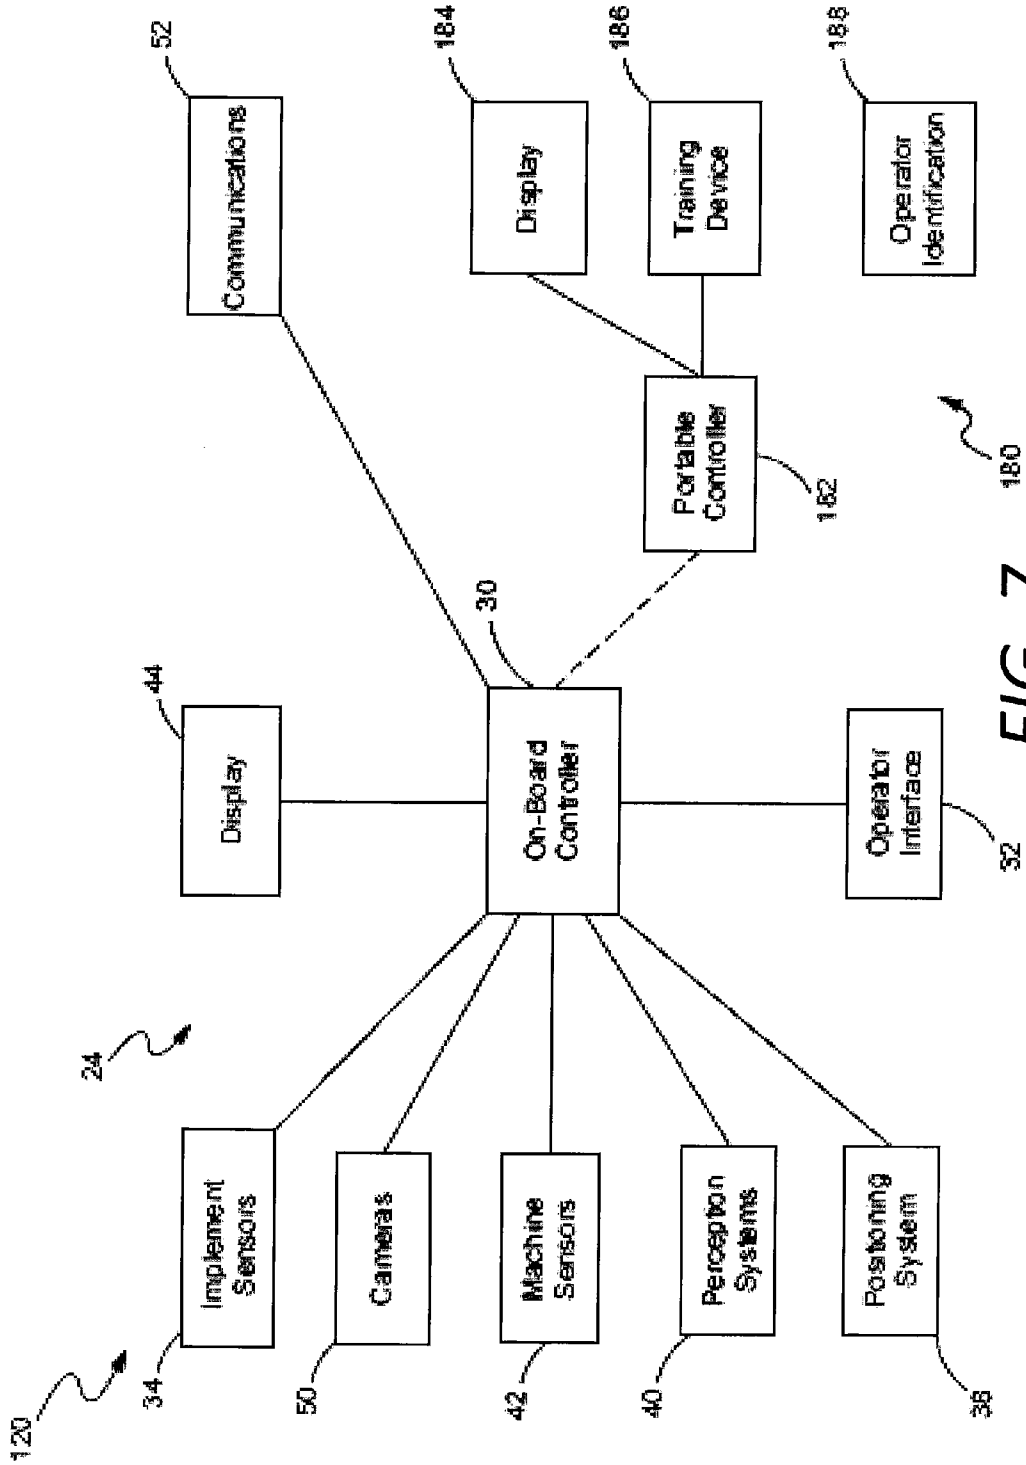 120
24
34
44
52
Implement
Sensors
Display
Communications
50
Cameras
30
184
42
Machine
Sensors
On-Board
Controller
Display
186
40
Perception
Systems
Portable
Controller
Training
Device
182
188
Positioning
System
Operator
Interface
Operator
Identification
38
32
180
FIG. 7